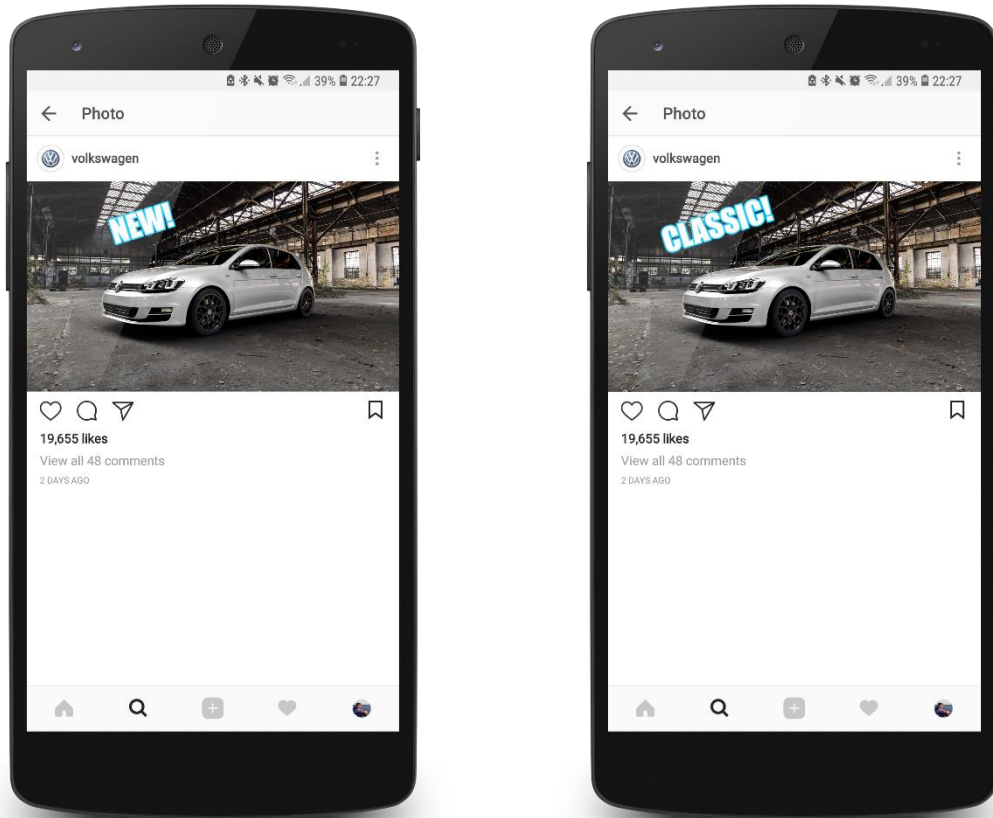 39% 22:27
Photo
volkswagen
NEW!
19,655 likes
View all 48 comments
2 DAYS AGO
39% 22:27
Photo
volkswagen
CLASSIC!
19,655 likes
View all 48 comments
2 DAYS AGO